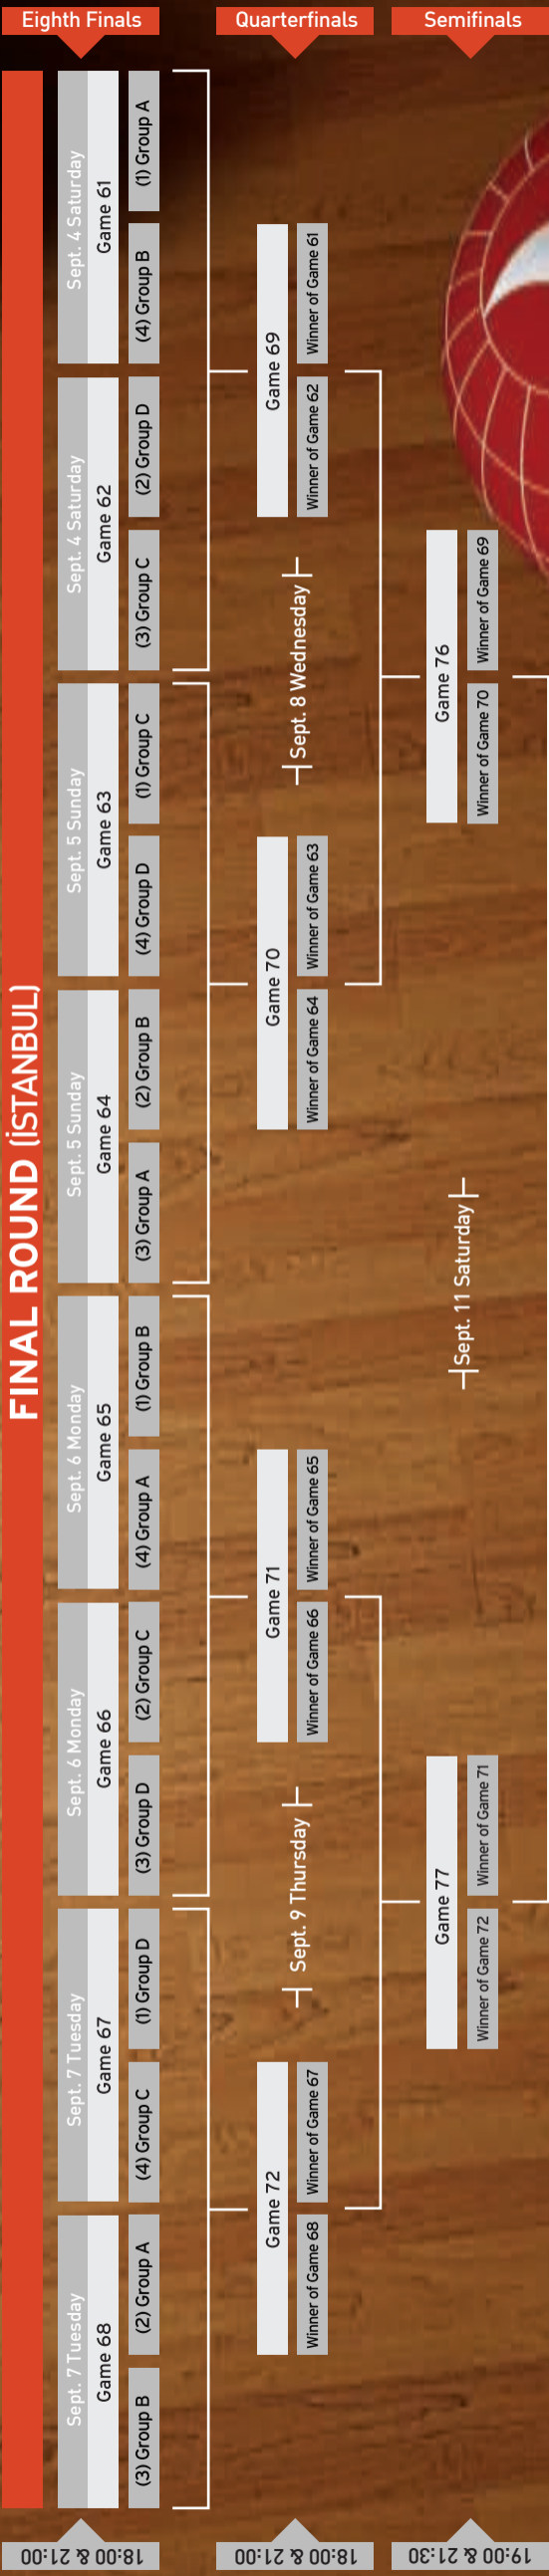 FINAL ROUND (İSTANBUL)
Eighth Finals
Sept. 7 Tuesday
Game 68
(3) Group B
(2) Group A
Sept. 7 Tuesday
Game 67
(4) Group C
(1) Group D
Sept. 6 Monday
Game 66
(3) Group D
(2) Group C
Sept. 6 Monday
Game 65
(4) Group A
(1) Group B
Sept. 5 Sunday
Game 64
(3) Group A
(2) Group B
Sept. 5 Sunday
Game 63
(4) Group D
(1) Group C
Sept. 4 Saturday
Game 62
(3) Group C
(2) Group D
Sept. 4 Saturday
Game 61
(4) Group B
(1) Group A
18:00 & 21:00
Quarterfinals
Game 72
Winner of Game 68
Winner of Game 67
Sept. 9 Thursday
Game 71
Winner of Game 66
Winner of Game 65
Game 70
Winner of Game 64
Winner of Game 63
Sept. 8 Wednesday
Game 69
Winner of Game 62
Winner of Game 61
18:00 & 21:00
Semifinals
Game 77
Winner of Game 72
Winner of Game 71
Sept. 11 Saturday
Game 76
Winner of Game 70
Winner of Game 69
19:00 & 21:30